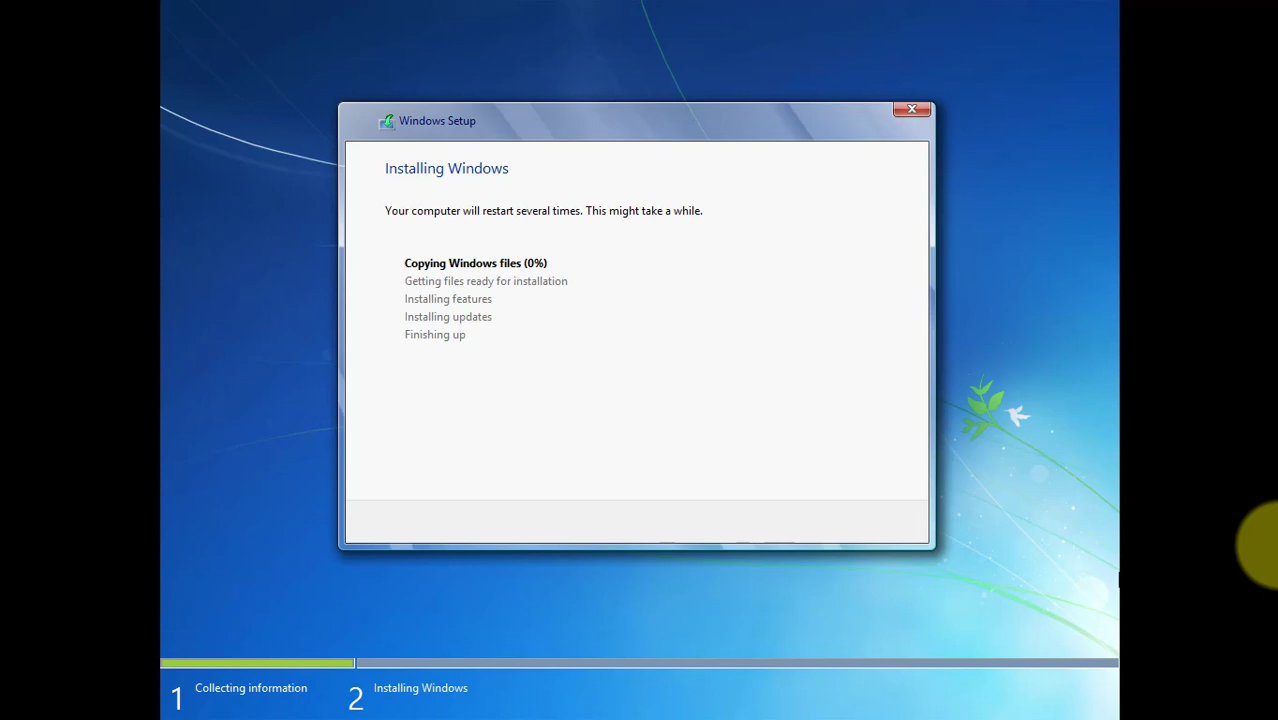 Windows Setup
Installing Windows
Your computer will restart several times. This might take a while.
Copying Windows files (0%)
Getting files ready for installation
Installing features
Installing updates
Finishing up
1 Collecting information
2 Installing Windows